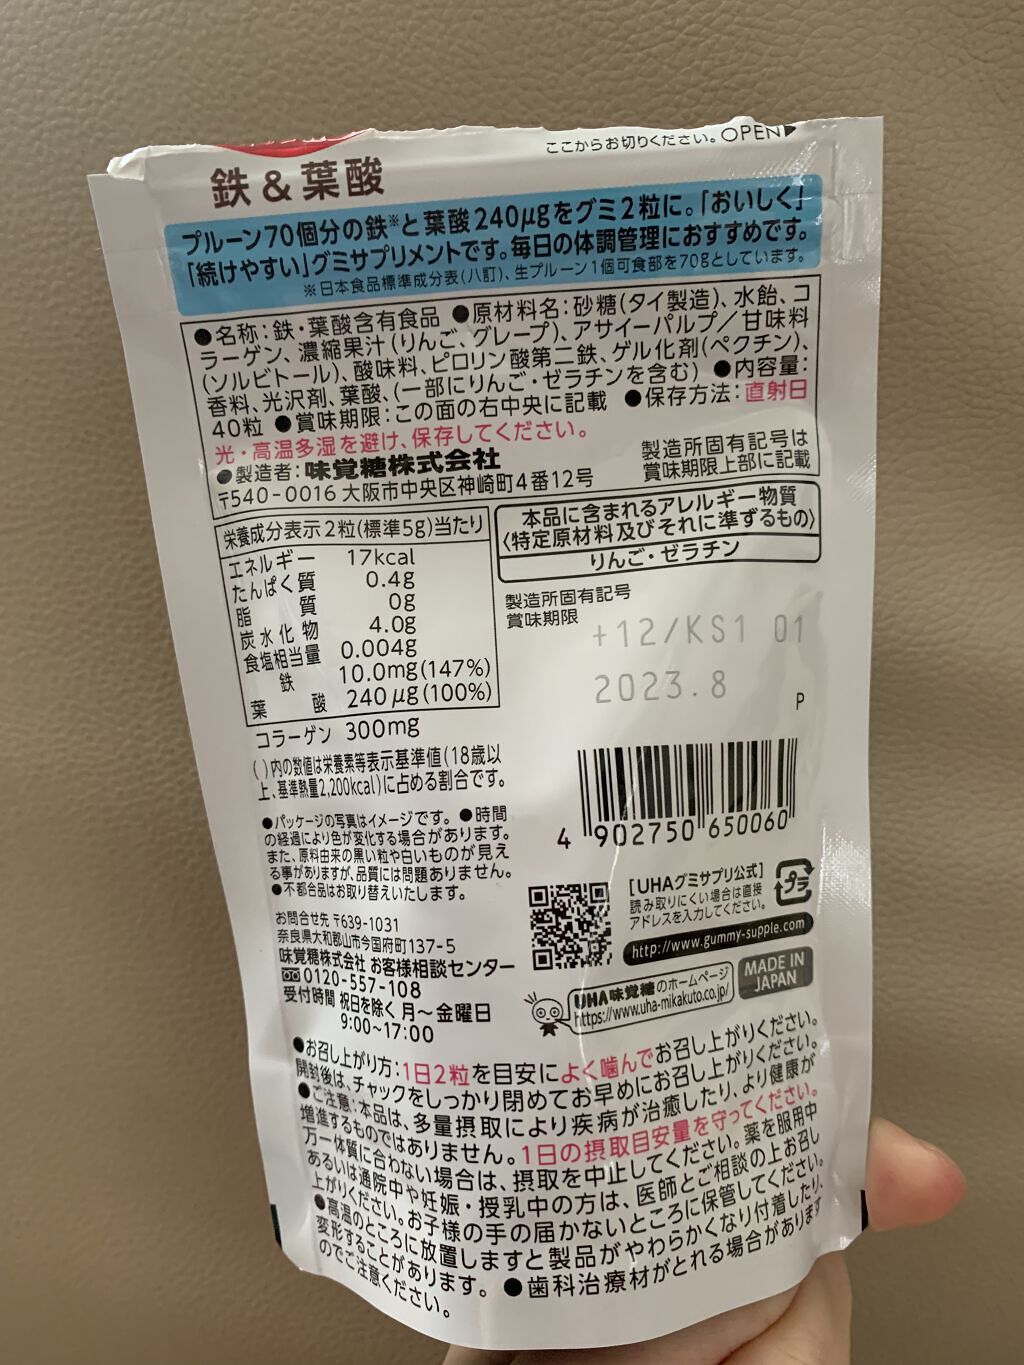 ここからお切りください。OPEN▶
鉄&葉酸
プルーン70個分の鉄※と葉酸240μgをグミ2粒に。「おいしく」
「続けやすい」グミサプリメントです。毎日の体調管理におすすめです。
※日本食品標準成分表(八訂)、生プルーン1個可食部を70gとしています。
●名称:鉄・葉酸含有食品 ●原材料名:砂糖(タイ製造)、水飴、コ
ラーゲン、濃縮果汁(りんご、グレープ)、アサイーパルプ/甘味料
(ソルビトール)、酸味料、ピロリン酸第二鉄、ゲル化剤(ペクチン)、
香料、光沢剤、葉酸、(一部にりんご・ゼラチンを含む) ●内容量:
40粒 ●賞味期限:この面の右中央に記載 ●保存方法:直射日
光・高温多湿を避け、保存してください。
●製造者:味覚糖株式会社
〒540-0016 大阪市中央区神崎町4番12号
製造所固有記号は
賞味期限上部に記載
栄養成分表示 2粒(標準5g)当たり
エネルギー 17kcal
たんぱく質 0.4g
脂質 0g
炭水化物 4.0g
食塩相当量 0.004g
鉄 10.0mg(147%)
葉酸 240μg(100%)
コラーゲン 300mg
( )内の数値は栄養素等表示基準値(18歳以
上、基準熱量2,200kcal)に占める割合です。
本品に含まれるアレルギー物質
〈特定原材料及びそれに準ずるもの〉
りんご・ゼラチン
製造所固有記号
賞味期限
+12/KS1 01
2023.8
P
4 902750 650060
●パッケージの写真はイメージです。●時間
の経過により色が変化する場合があります。
また、原料由来の黒い粒や白いものが見え
る事がありますが、品質には問題ありません。
●不都合品はお取り替えいたします。
お問合せ先 〒639-1031
奈良県大和郡山市今国府町137-5
味覚糖株式会社 お客様相談センター
0120-557-108
受付時間 祝日を除く 月～金曜日
9:00~17:00
[UHAグミサプリ公式]
読み取りにくい場合は直接
アドレスを入力してください。
プラ
http://www.gummy-supple.com
UHA味覚糖のホームページ
https://www.uha-mikakuto.co.jp/
MADE IN
JAPAN
●お召し上がり方:1日2粒を目安によく噛んでお召し上がりください。
開封後は、チャックをしっかり閉めてお早めにお召し上がりください。
●ご注意:本品は、多量摂取により疾病が治癒したり、より健康が
増進するものではありません。1日の摂取目安量を守ってください。
万一体質に合わない場合は、摂取を中止してください。薬を服用中
あるいは通院中や妊娠・授乳中の方は、医師とご相談の上お召し
上がりください。お子様の手の届かないところに保管してください。
●高温のところに放置しますと製品がやわらかくなり付着したり、
変形することがあります。●歯科治療材がとれる場合があります
のでご注意ください。